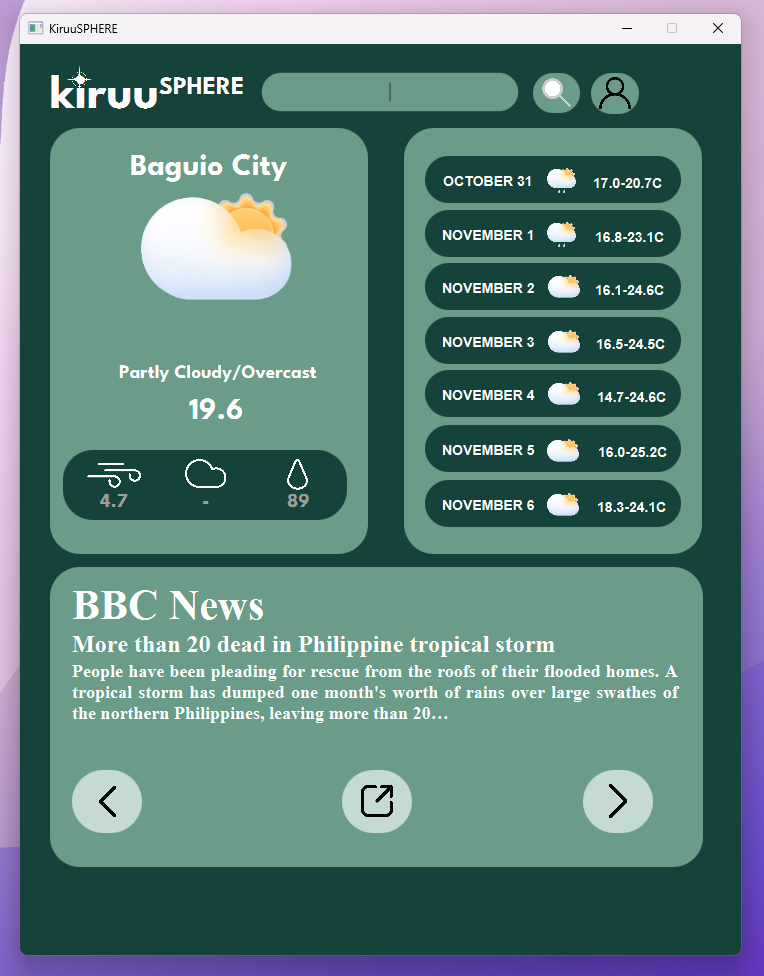 KiruuSPHERE
kiruuSPHERE
Baguio City
Partly Cloudy/Overcast
19.6
4.7 - 89
OCTOBER 31 17.0-20.7C
NOVEMBER 1 16.8-23.1C
NOVEMBER 2 16.1-24.6C
NOVEMBER 3 16.5-24.5C
NOVEMBER 4 14.7-24.6C
NOVEMBER 5 16.0-25.2C
NOVEMBER 6 18.3-24.1C
BBC News
More than 20 dead in Philippine tropical storm
People have been pleading for rescue from the roofs of their flooded homes. A
tropical storm has dumped one month's worth of rains over large swathes of
the northern Philippines, leaving more than 20…